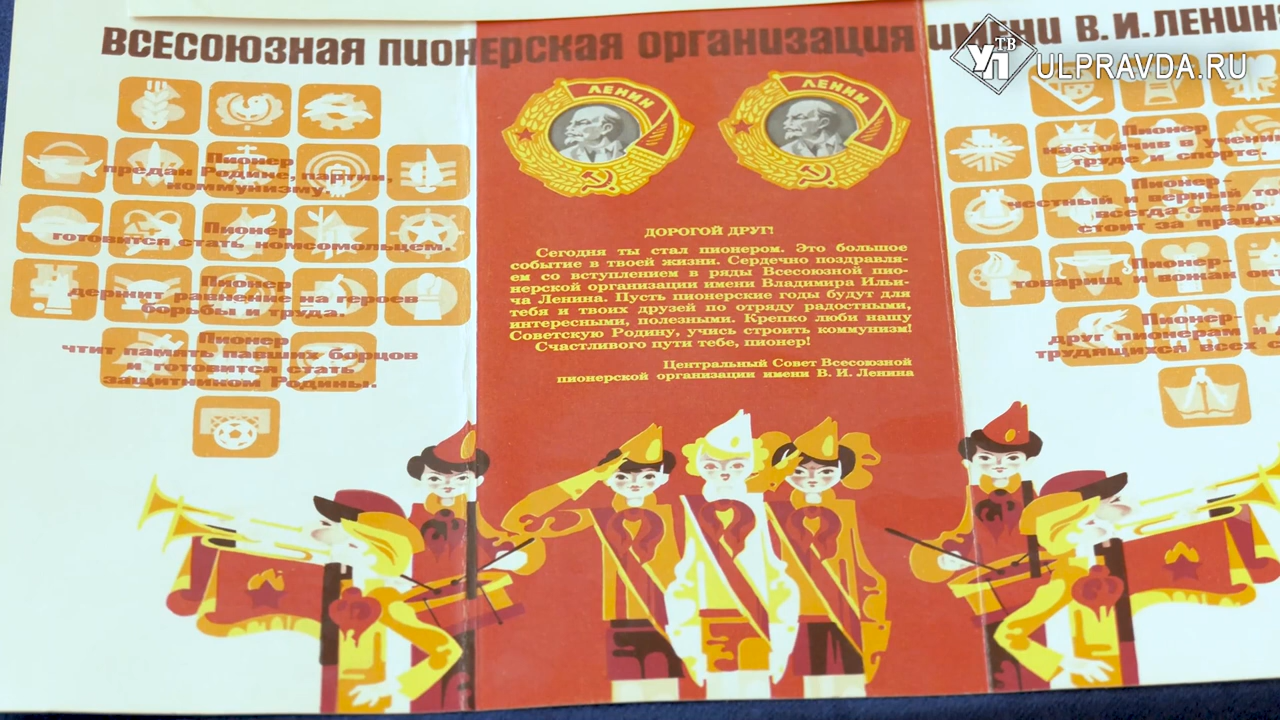 ВСЕСОЮЗНАЯ ПИОНЕРСКАЯ ОРГАНИЗАЦИЯ ИМЕНИ В. И. ЛЕНИНА
УП ТВ
ULPRAVDA.RU
Пионер
предан Родине, партии,
коммунизму.
Пионер
готовится стать комсомольцем.
Пионер
держит равнение на героев
борьбы и труда.
Пионер
чтит память павших борцов
и готовится стать
защитником Родины.
ЛЕНИН
ЛЕНИН
ДОРОГОЙ ДРУГ!
Сегодня ты стал пионером. Это большое
событие в твоей жизни. Сердечно поздравля-
ем со вступлением в ряды Всесоюзной пио-
нерской организации имени Владимира Ильи-
ча Ленина. Пусть пионерские годы будут для
тебя и твоих друзей по отряду радостными,
интересными, полезными. Крепко люби нашу
Советскую Родину, учись строить коммунизм!
Счастливого пути тебе, пионер!
Центральный Совет Всесоюзной
пионерской организации имени В. И. Ленина
Пионер
настойчив в учении,
труде и спорте.
Пионер-
честный и верный то
всегда смело
стоит за правду
Пионер-
товарищ и вожак окт
Пионер-
друг пионерам и
трудящихся всех с